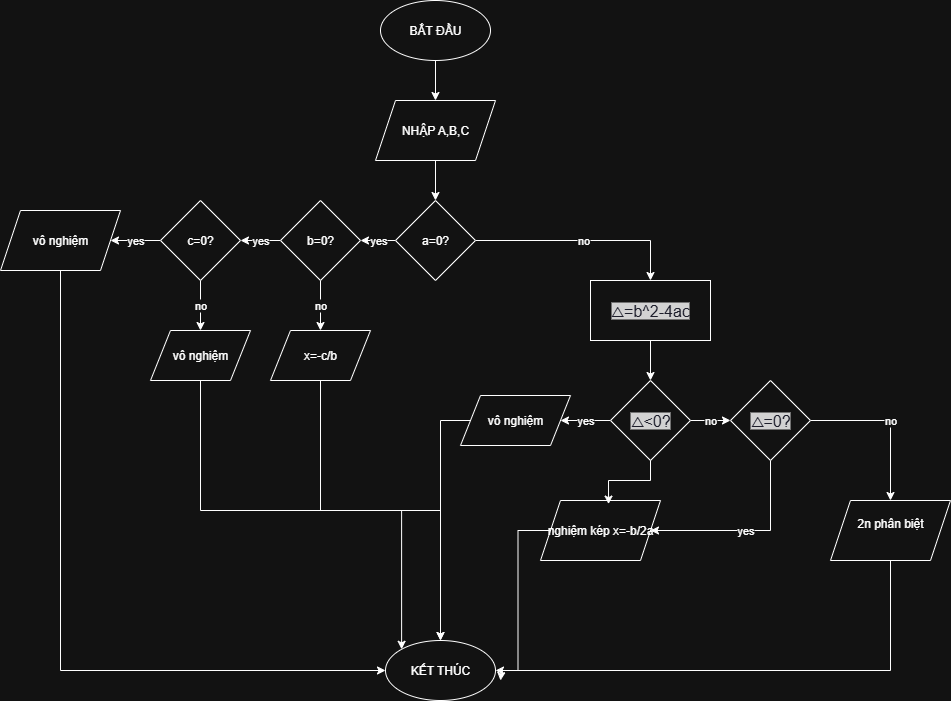 BẮT ĐẦU
NHẬP A,B,C
vô nghiệm
yes
c=0?
yes
b=0?
yes
a=0?
no
no
no
△=b^2-4ac
vô nghiệm
x=-c/b
vô nghiệm
yes
△<0?
no
△=0?
no
nghiệm kép x=-b/2a
yes
2n phân biệt
KẾT THÚC